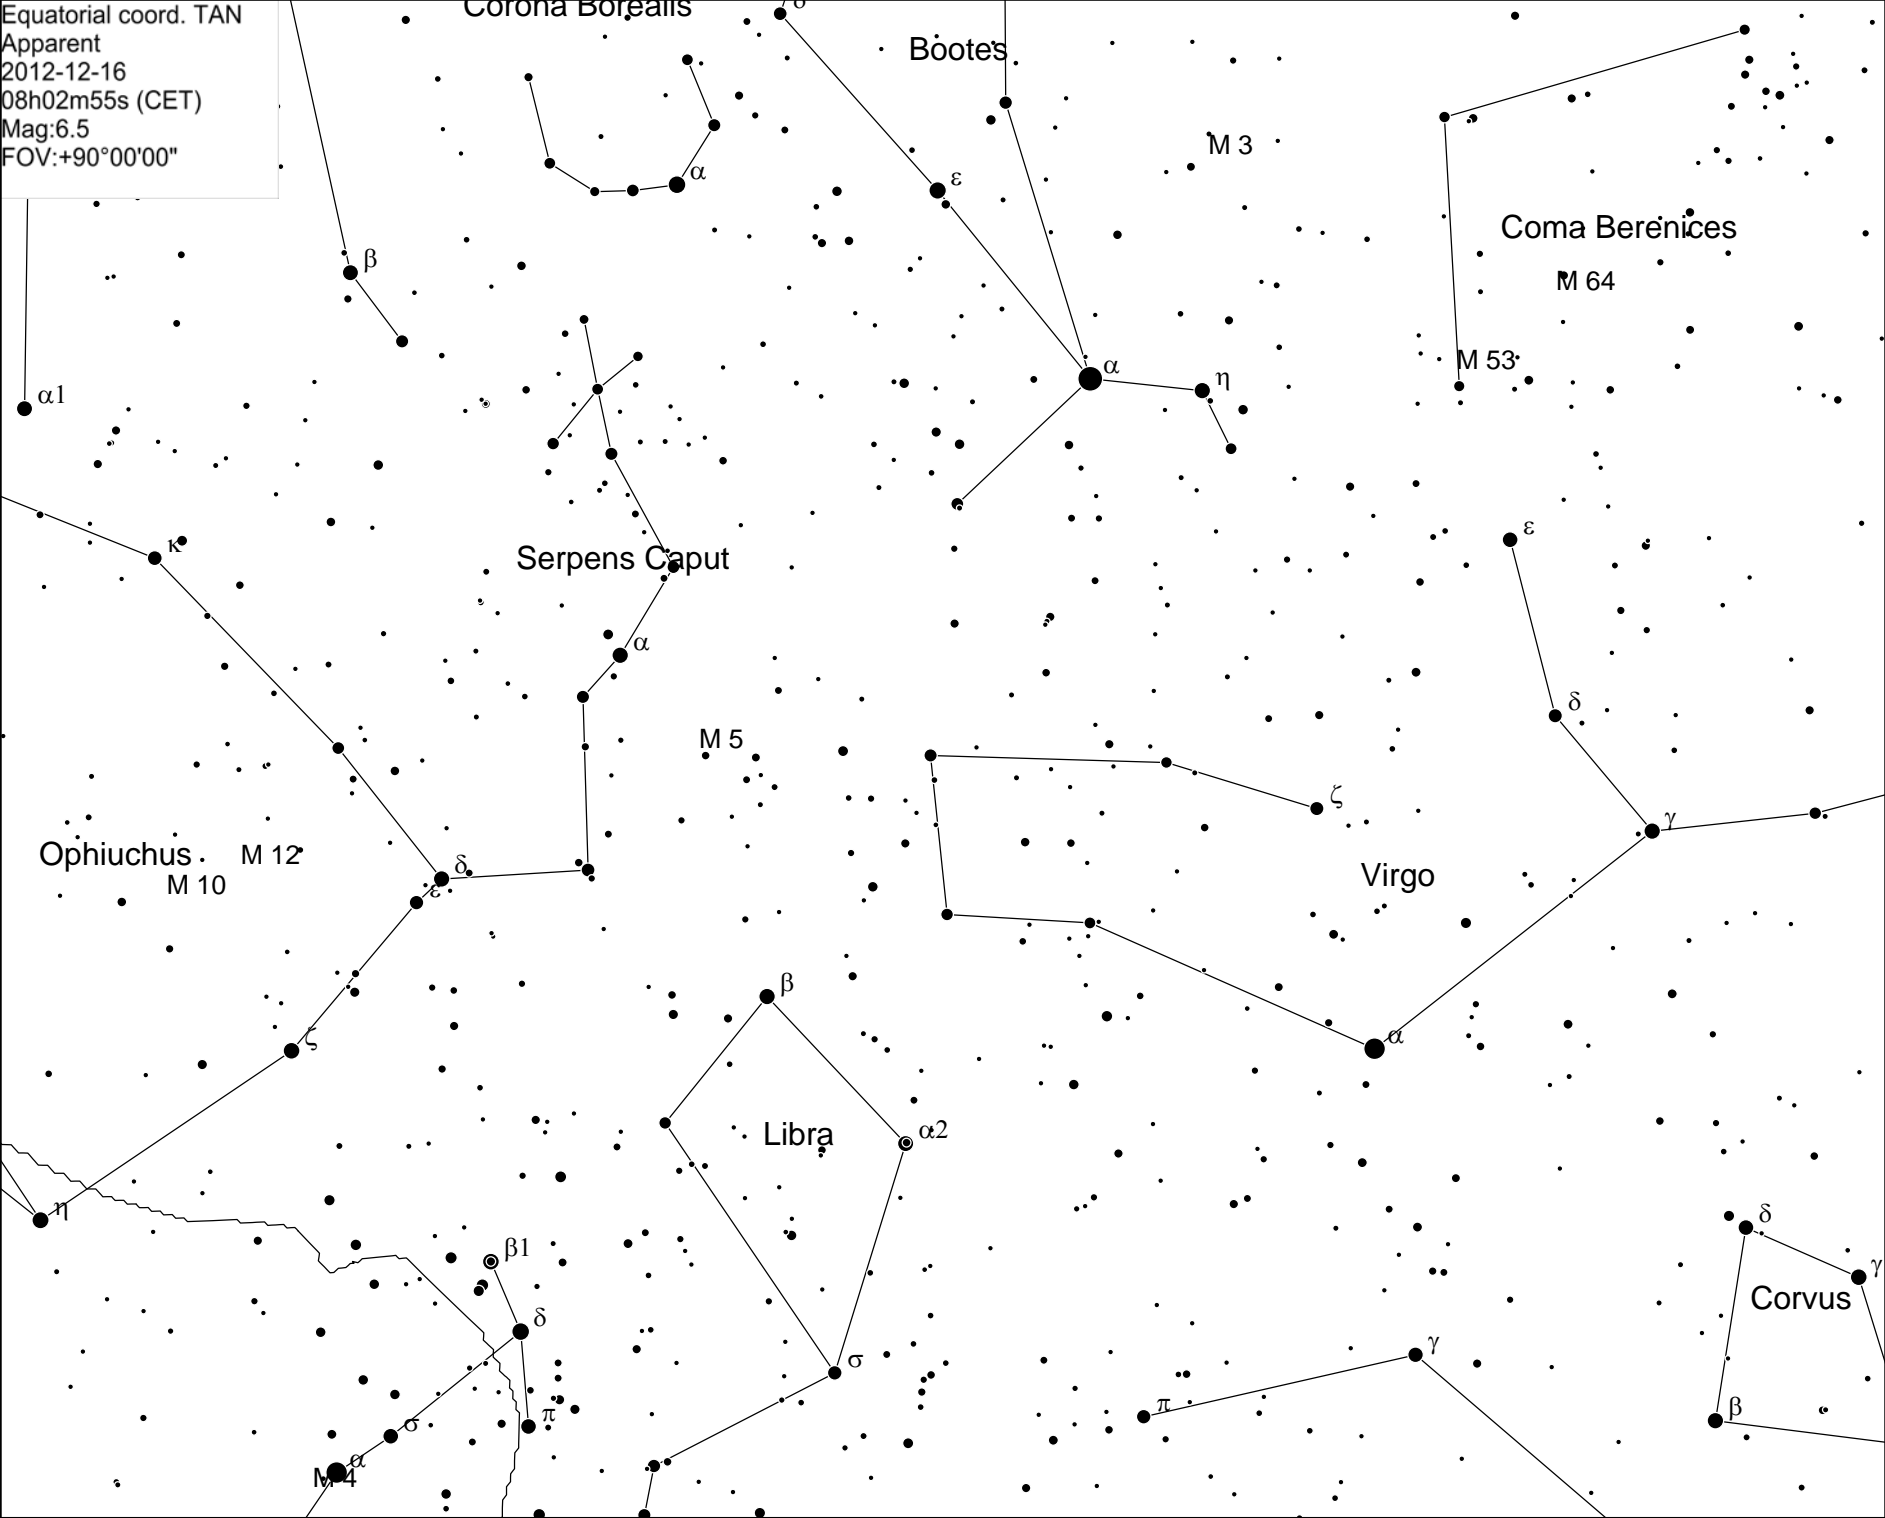 Equatorial coord. TAN
Apparent
2012-12-16
08h02m55s (CET)
Mag:6.5
FOV:+90°00'00"
Corona Borealis
δ
Bootes
M 3
α
ε
Coma Berenices
β
M 64
α
M 53
η
α1
ε
κ
Serpens Caput
α
δ
M 5
ζ
γ
Ophiuchus
M 12
δ
Virgo
M 10
ε
β
ζ
α
Libra
α2
η
δ
β1
γ
Corvus
δ
γ
σ
π
β
π
σ
α
M 4